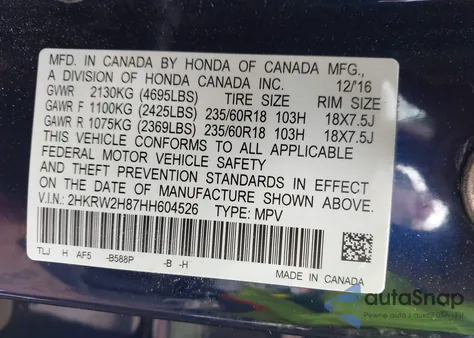 MFD. IN CANADA BY HONDA OF CANADA MFG.,
A DIVISION OF HONDA CANADA INC. 12/'16
GVWR 2130KG (4695LBS) TIRE SIZE RIM SIZE
GAWR F 1100KG (2425LBS) 235/60R18 103H 18X7.5J
GAWR R 1075KG (2369LBS) 235/60R18 103H 18X7.5J
THIS VEHICLE CONFORMS TO ALL APPLICABLE
FEDERAL MOTOR VEHICLE SAFETY
AND THEFT PREVENTION STANDARDS IN EFFECT
ON THE DATE OF MANUFACTURE SHOWN ABOVE.
V.I.N.: 2HKRW2H87HH604526 TYPE: MPV
TLJ H AF5 -B588P -B -H
MADE IN CANADA
autoSnap
Pewne auta z aukcji